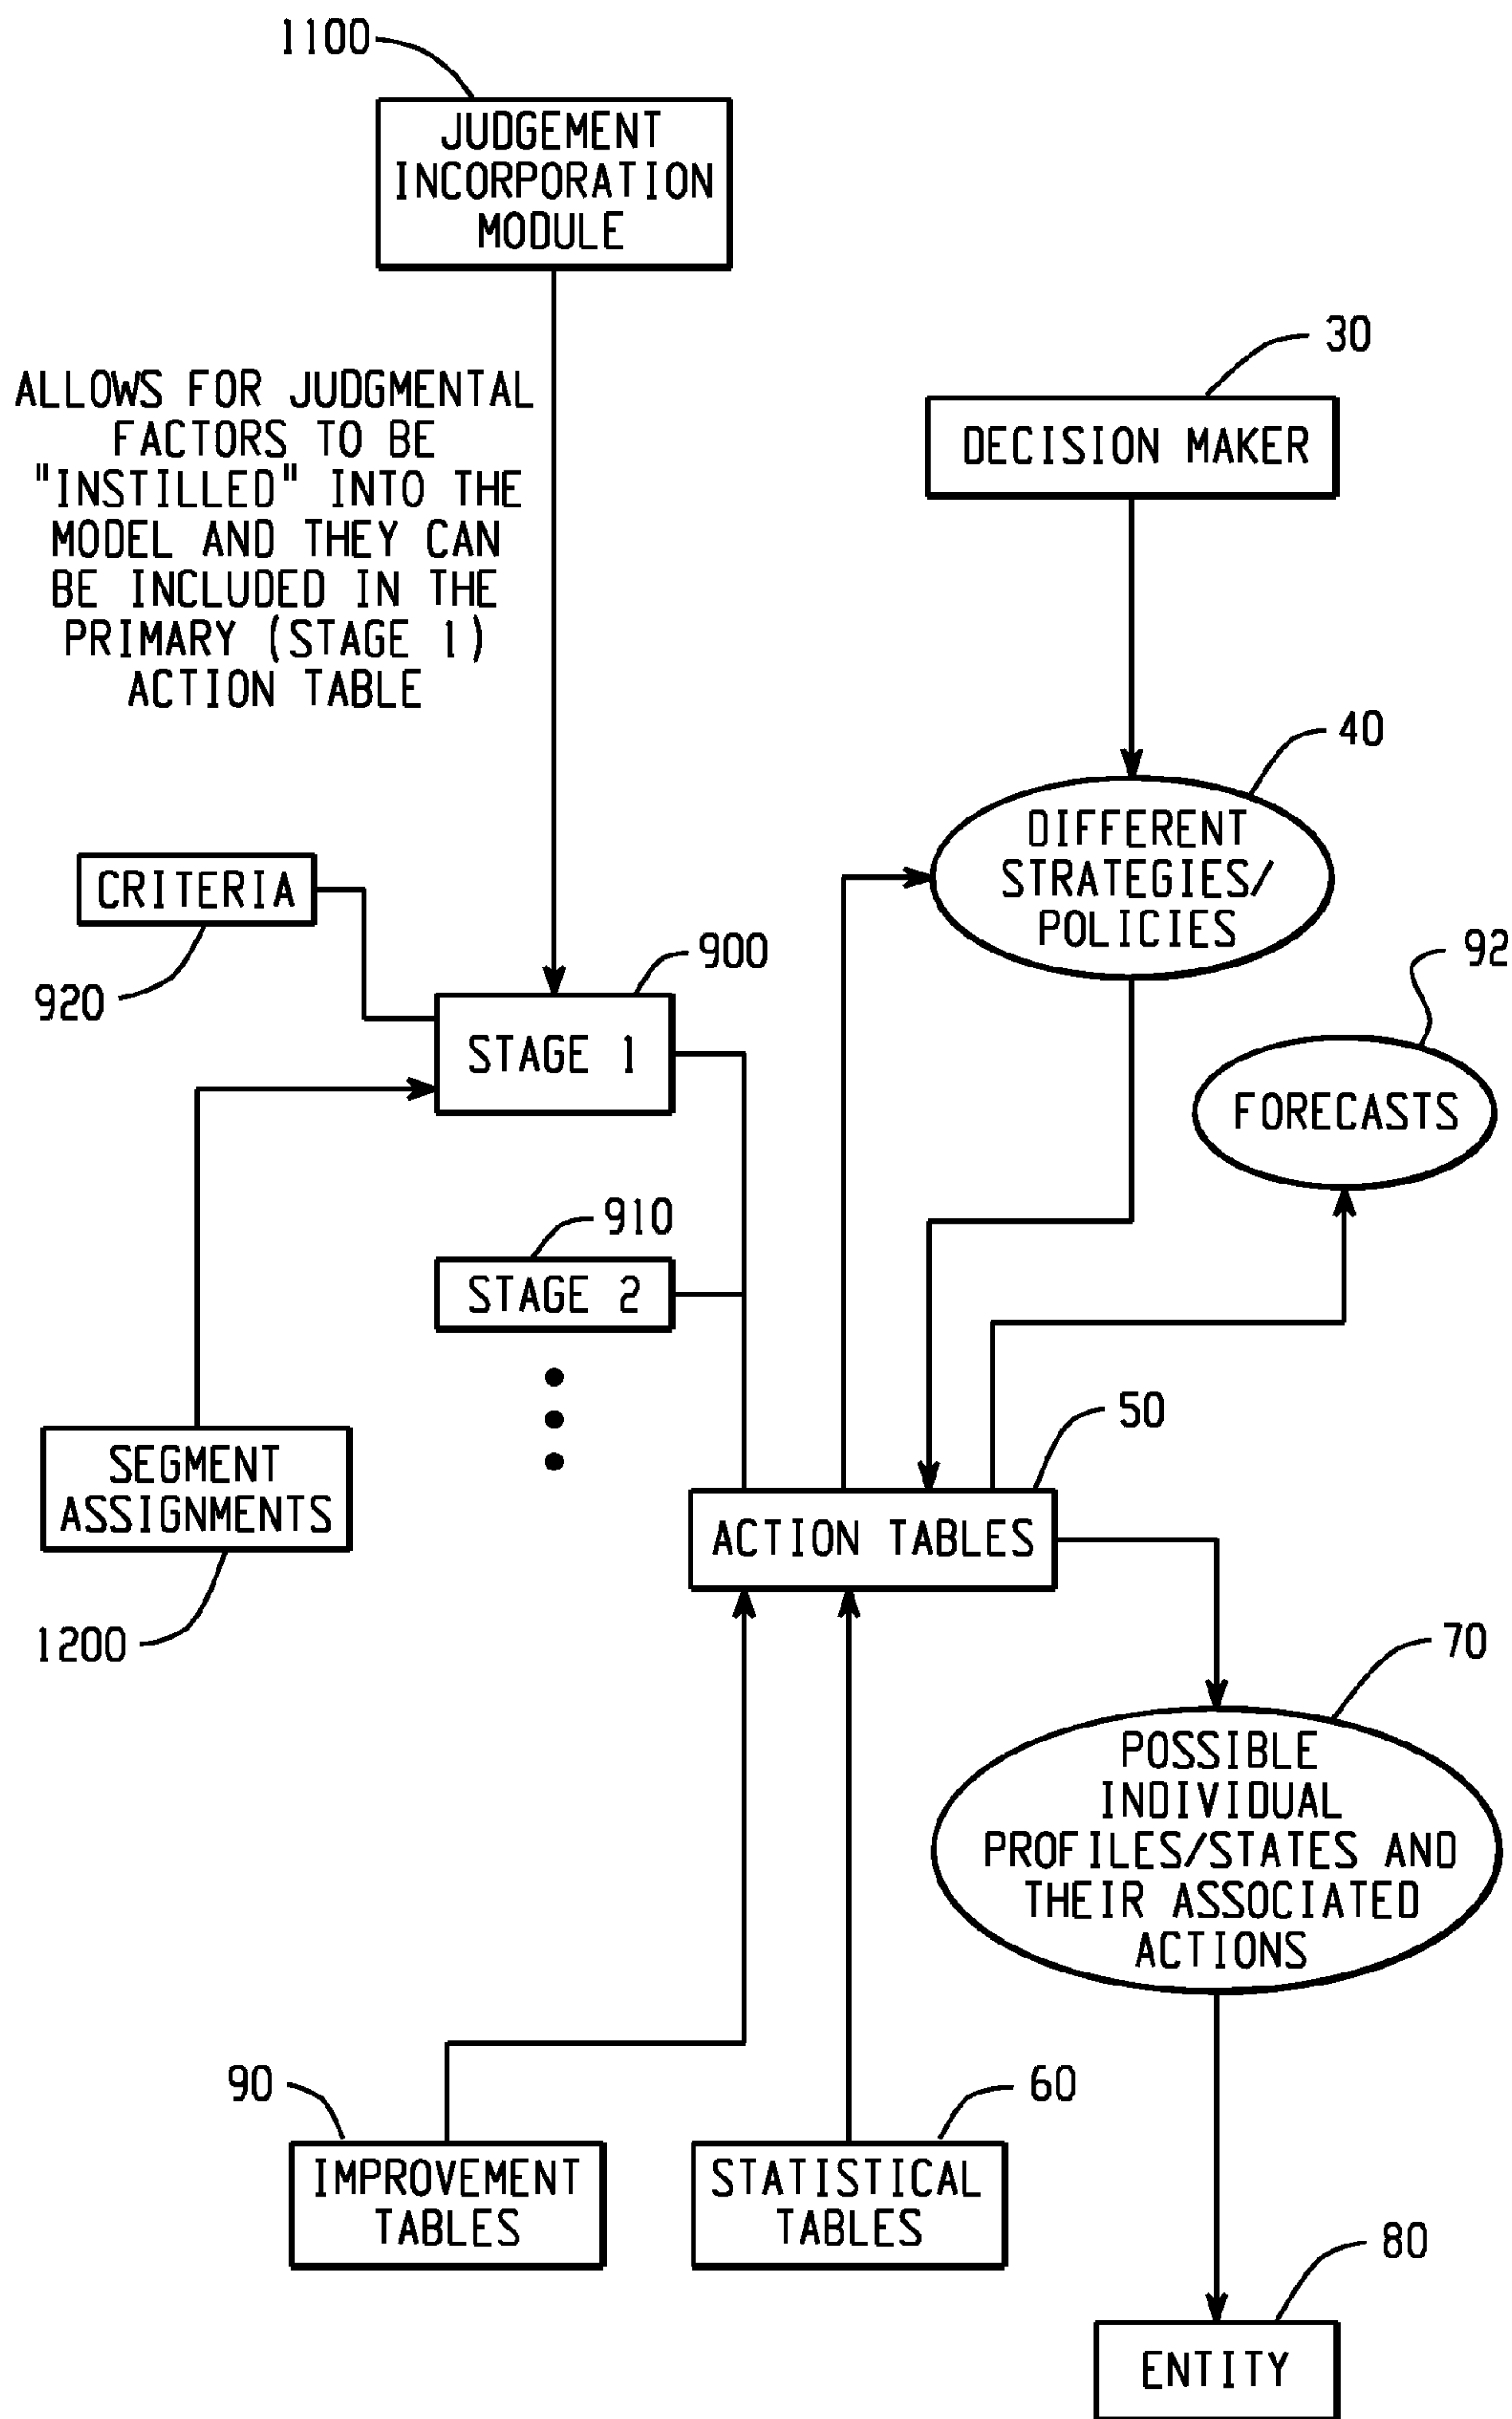 1100
JUDGEMENT
INCORPORATION
MODULE
30
DECISION MAKER
ALLOWS FOR JUDGMENTAL
FACTORS TO BE
"INSTILLED" INTO THE
MODEL AND THEY CAN
BE INCLUDED IN THE
PRIMARY (STAGE 1)
ACTION TABLE
40
DIFFERENT
STRATEGIES/
POLICIES
CRITERIA
920
900
STAGE 1
92
FORECASTS
910
STAGE 2
50
ACTION TABLES
SEGMENT
ASSIGNMENTS
1200
70
POSSIBLE
INDIVIDUAL
PROFILES/STATES AND
THEIR ASSOCIATED
ACTIONS
90
IMPROVEMENT
TABLES
60
STATISTICAL
TABLES
80
ENTITY